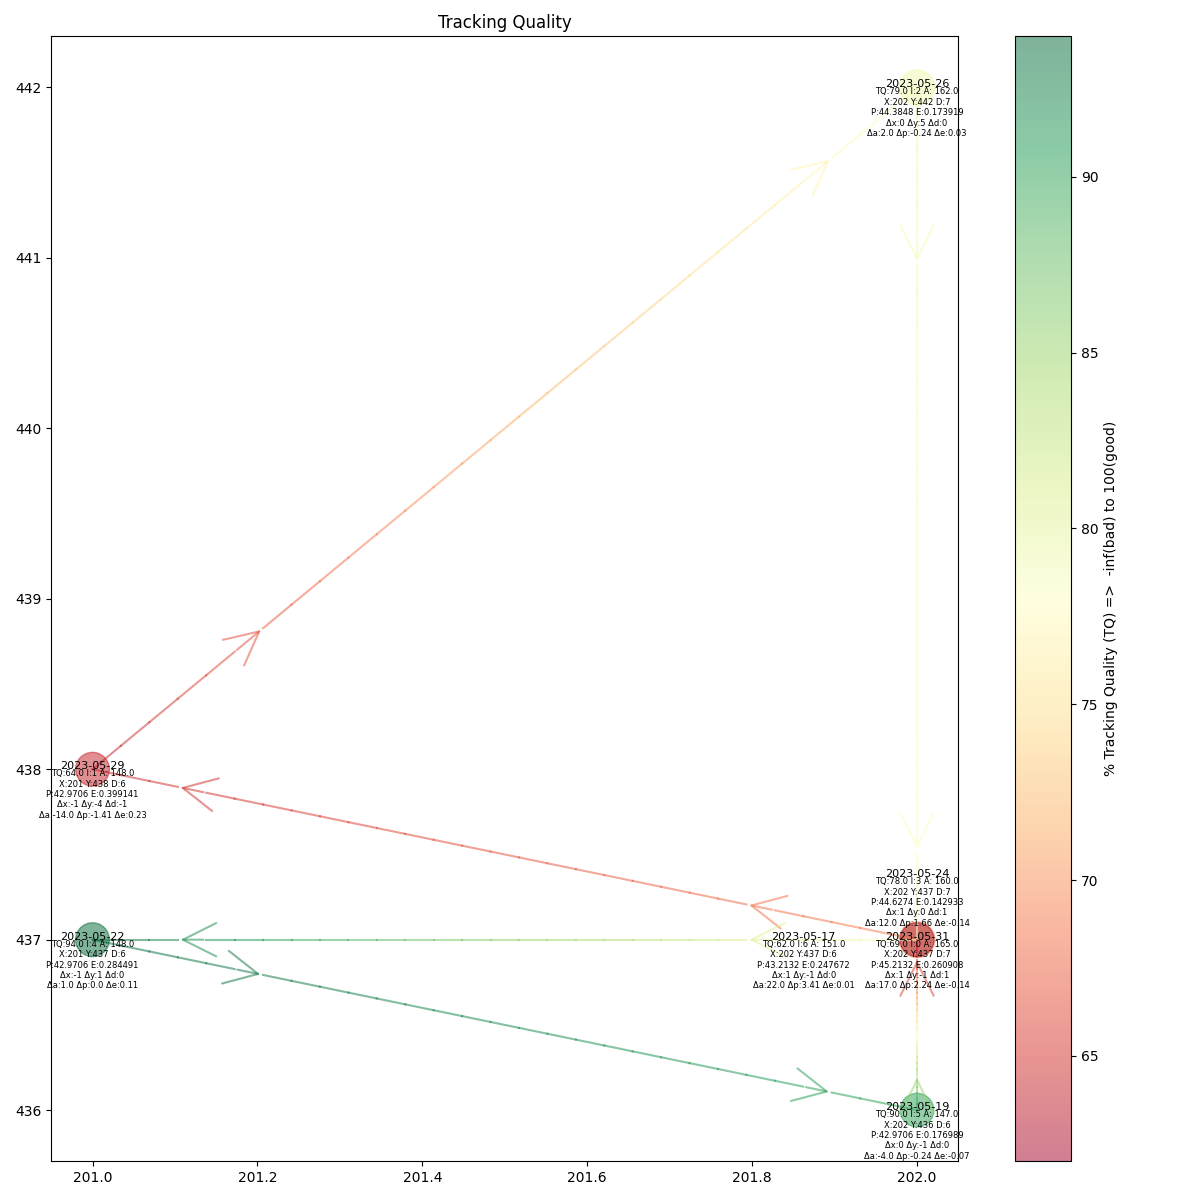 Tracking Quality
442
441
440
439
438
437
436
201.0
201.2
201.4
201.6
201.8
202.0
2023-05-26
TQ:79.0 I:2 A: 162.0
X:202 Y:442 D:7
P:44.3848 E:0.173919
Δx:0 Δy:5 Δd:0
Δa:2.0 Δp:-0.24 Δe:0.03
2023-05-29
TQ:64.0 I:1 A: 148.0
X:201 Y:438 D:6
P:42.9706 E:0.399141
Δx:-1 Δy:-4 Δd:-1
Δa:-14.0 Δp:-1.41 Δe:0.23
2023-05-24
TQ:78.0 I:3 A: 160.0
X:202 Y:437 D:7
P:44.6274 E:0.142933
Δx:1 Δy:0 Δd:1
Δa:12.0 Δp:1.66 Δe:-0.14
2023-05-22
TQ:94.0 I:4 A: 148.0
X:201 Y:437 D:6
P:42.9706 E:0.284491
Δx:-1 Δy:1 Δd:0
Δa:1.0 Δp:0.0 Δe:0.11
2023-05-17
TQ:62.0 I:6 A: 151.0
X:202 Y:437 D:6
P:43.2132 E:0.247672
Δx:1 Δy:-1 Δd:0
Δa:22.0 Δp:3.41 Δe:0.01
2023-05-31
TQ:69.0 I:0 A: 165.0
X:202 Y:437 D:7
P:45.2132 E:0.260908
Δx:1 Δy:-1 Δd:1
Δa:17.0 Δp:2.24 Δe:-0.14
2023-05-19
TQ:90.0 I:5 A: 147.0
X:202 Y:436 D:6
P:42.9706 E:0.176989
Δx:0 Δy:-1 Δd:0
Δa:-4.0 Δp:-0.24 Δe:-0.07
90
85
80
75
70
65
% Tracking Quality (TQ) => -inf(bad) to 100(good)